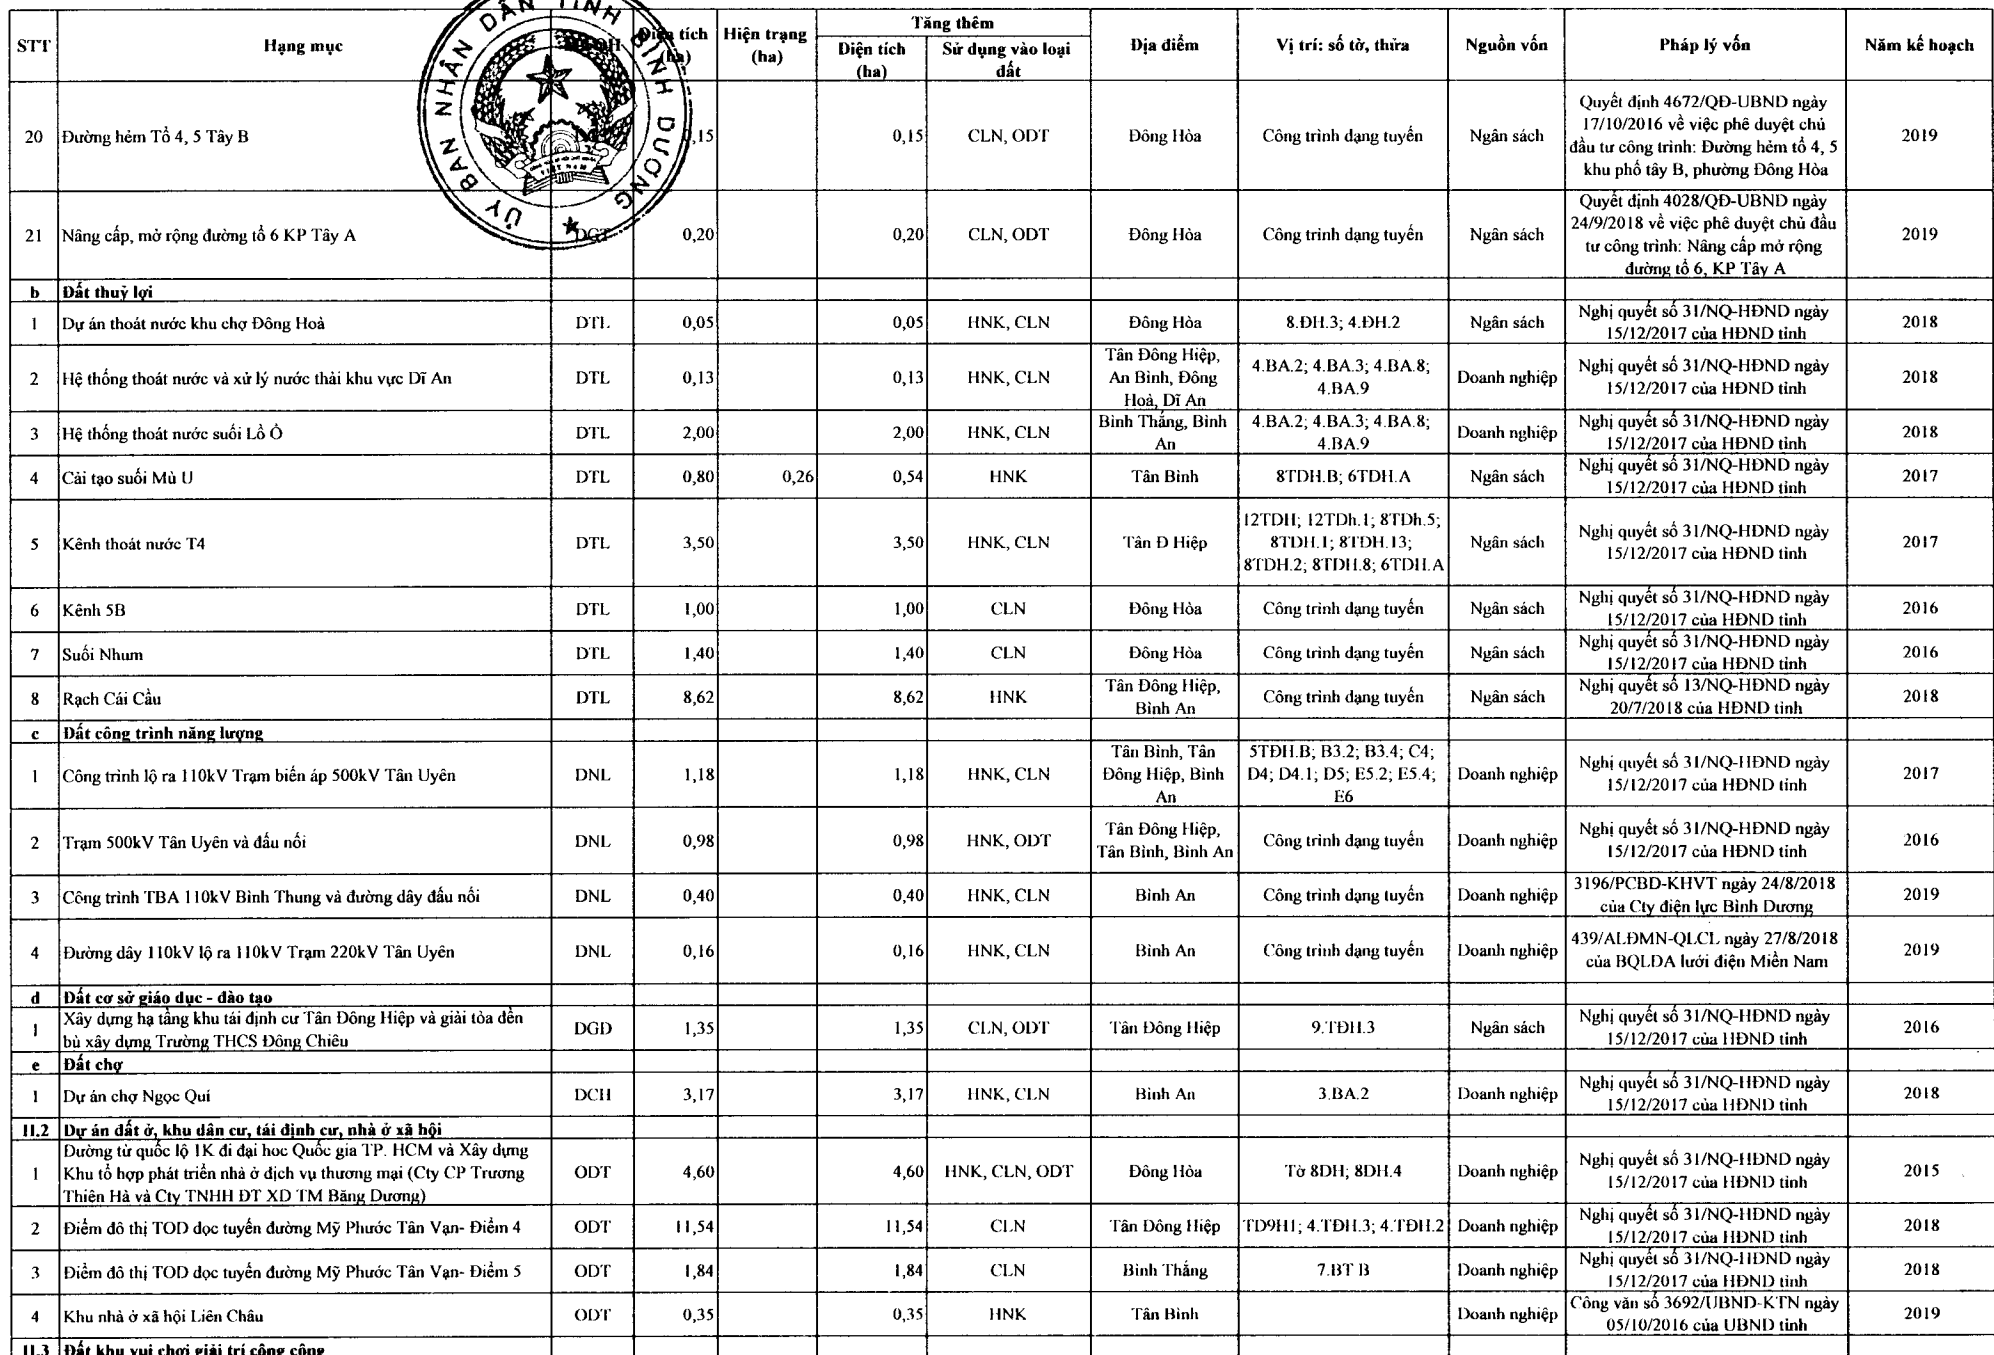 STT Hạng mục Diện tích (ha) Hiện trạng (ha) Tăng thêm Địa điểm Vị trí: số tờ, thửa Nguồn vốn Pháp lý vốn Năm kế hoạch
Diện tích (ha) Sử dụng vào loại đất
ỦY BAN NHÂN DÂN TỈNH BÌNH DƯƠNG
VIỆT NAM
20 Đường hẻm Tổ 4, 5 Tây B 0,15 0,15 CLN, ODT Đông Hòa Công trình dạng tuyến Ngân sách Quyết định 4672/QĐ-UBND ngày 17/10/2016 về việc phê duyệt chủ đầu tư công trình: Đường hẻm tổ 4, 5 khu phố tây B, phường Đông Hòa 2019
21 Nâng cấp, mở rộng đường tổ 6 KP Tây A DGT 0,20 0,20 CLN, ODT Đông Hòa Công trình dạng tuyến Ngân sách Quyết định 4028/QĐ-UBND ngày 24/9/2018 về việc phê duyệt chủ đầu tư công trình: Nâng cấp mở rộng đường tổ 6, KP Tây A 2019
b Đất thuỷ lợi
1 Dự án thoát nước khu chợ Đông Hoà DTL 0,05 0,05 HNK, CLN Đông Hòa 8.ĐH.3; 4.ĐH.2 Ngân sách Nghị quyết số 31/NQ-HĐND ngày 15/12/2017 của HĐND tỉnh 2018
2 Hệ thống thoát nước và xử lý nước thải khu vực Dĩ An DTL 0,13 0,13 HNK, CLN Tân Đông Hiệp, An Bình, Đông Hoà, Dĩ An 4.BA.2; 4.BA.3; 4.BA.8; 4.BA.9 Doanh nghiệp Nghị quyết số 31/NQ-HĐND ngày 15/12/2017 của HĐND tỉnh 2018
3 Hệ thống thoát nước suối Lồ Ồ DTL 2,00 2,00 HNK, CLN Bình Thắng, Bình An 4.BA.2; 4.BA.3; 4.BA.8; 4.BA.9 Doanh nghiệp Nghị quyết số 31/NQ-HĐND ngày 15/12/2017 của HĐND tỉnh 2018
4 Cải tạo suối Mù U DTL 0,80 0,26 0,54 HNK Tân Bình 8TDH.B; 6TDH.A Ngân sách Nghị quyết số 31/NQ-HĐND ngày 15/12/2017 của HĐND tỉnh 2017
5 Kênh thoát nước T4 DTL 3,50 3,50 HNK, CLN Tân Đ Hiệp 12TDH; 12TDh.1; 8TDh.5; 8TDH.1; 8TDH.13; 8TDH.2; 8TDH.8; 6TDH.A Ngân sách Nghị quyết số 31/NQ-HĐND ngày 15/12/2017 của HĐND tỉnh 2017
6 Kênh 5B DTL 1,00 1,00 CLN Đông Hòa Công trình dạng tuyến Ngân sách Nghị quyết số 31/NQ-HĐND ngày 15/12/2017 của HĐND tỉnh 2016
7 Suối Nhum DTL 1,40 1,40 CLN Đông Hòa Công trình dạng tuyến Ngân sách Nghị quyết số 31/NQ-HĐND ngày 15/12/2017 của HĐND tỉnh 2016
8 Rạch Cái Cầu DTL 8,62 8,62 HNK Tân Đông Hiệp, Bình An Công trình dạng tuyến Ngân sách Nghị quyết số 13/NQ-HĐND ngày 20/7/2018 của HĐND tỉnh 2018
c Đất công trình năng lượng
1 Công trình lộ ra 110kV Trạm biến áp 500kV Tân Uyên DNL 1,18 1,18 HNK, CLN Tân Bình, Tân Đông Hiệp, Bình An 5TĐH.B; B3.2; B3.4; C4; D4; D4.1; D5; E5.2; E5.4; E6 Doanh nghiệp Nghị quyết số 31/NQ-HĐND ngày 15/12/2017 của HĐND tỉnh 2017
2 Trạm 500kV Tân Uyên và đấu nối DNL 0,98 0,98 HNK, ODT Tân Đông Hiệp, Tân Bình, Bình An Công trình dạng tuyến Doanh nghiệp Nghị quyết số 31/NQ-HĐND ngày 15/12/2017 của HĐND tỉnh 2016
3 Công trình TBA 110kV Bình Thung và đường dây đấu nối DNL 0,40 0,40 HNK, CLN Bình An Công trình dạng tuyến Doanh nghiệp 3196/PCBD-KHVT ngày 24/8/2018 của Cty điện lực Bình Dương 2019
4 Đường dây 110kV lộ ra 110kV Trạm 220kV Tân Uyên DNL 0,16 0,16 HNK, CLN Bình An Công trình dạng tuyến Doanh nghiệp 439/ALĐMN-QLCL ngày 27/8/2018 của BQLDA lưới điện Miền Nam 2019
d Đất cơ sở giáo dục - đào tạo
1 Xây dựng hạ tầng khu tái định cư Tân Đông Hiệp và giải tỏa đền bù xây dựng Trường THCS Đông Chiêu DGD 1,35 1,35 CLN, ODT Tân Đông Hiệp 9.TĐH.3 Ngân sách Nghị quyết số 31/NQ-HĐND ngày 15/12/2017 của HĐND tỉnh 2016
e Đất chợ
1 Dự án chợ Ngọc Quí DCH 3,17 3,17 HNK, CLN Bình An 3.BA.2 Doanh nghiệp Nghị quyết số 31/NQ-HĐND ngày 15/12/2017 của HĐND tỉnh 2018
II.2 Dự án đất ở, khu dân cư, tái định cư, nhà ở xã hội
1 Đường từ quốc lộ 1K đi đại học Quốc gia TP. HCM và Xây dựng Khu tổ hợp phát triển nhà ở dịch vụ thương mại (Cty CP Trương Thiên Hà và Cty TNHH ĐT XD TM Băng Dương) ODT 4,60 4,60 HNK, CLN, ODT Đông Hòa Tờ 8DH; 8DH.4 Nghị quyết số 31/NQ-HĐND ngày 15/12/2017 của HĐND tỉnh 2015
2 Điểm đô thị TOD dọc tuyến đường Mỹ Phước Tân Vạn- Điểm 4 ODT 11,54 11,54 CLN Tân Đông Hiệp TD9H1; 4.TĐH.3; 4.TĐH.2 Doanh nghiệp Nghị quyết số 31/NQ-HĐND ngày 15/12/2017 của HĐND tỉnh 2018
3 Điểm đô thị TOD dọc tuyến đường Mỹ Phước Tân Vạn- Điểm 5 ODT 1,84 1,84 CLN Bình Thắng 7.BT B Doanh nghiệp Nghị quyết số 31/NQ-HĐND ngày 15/12/2017 của HĐND tỉnh 2018
4 Khu nhà ở xã hội Liên Châu ODT 0,35 0,35 HNK Tân Bình Doanh nghiệp Công văn số 3692/UBND-KTN ngày 05/10/2016 của UBND tỉnh 2019
II.3 Đất khu vui chơi giải trí công cộng